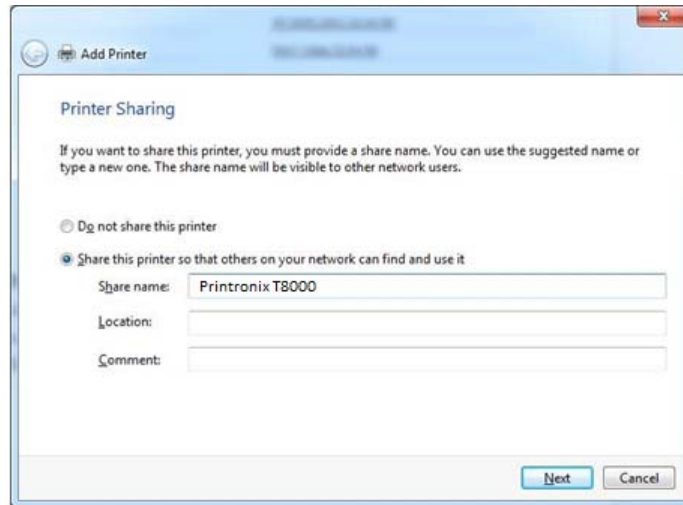 Add Printer
Printer Sharing
If you want to share this printer, you must provide a share name. You can use the suggested name or
type a new one. The share name will be visible to other network users.
Do not share this printer
Share this printer so that others on your network can find and use it
Share name: Printronix T8000
Location:
Comment:
Next Cancel